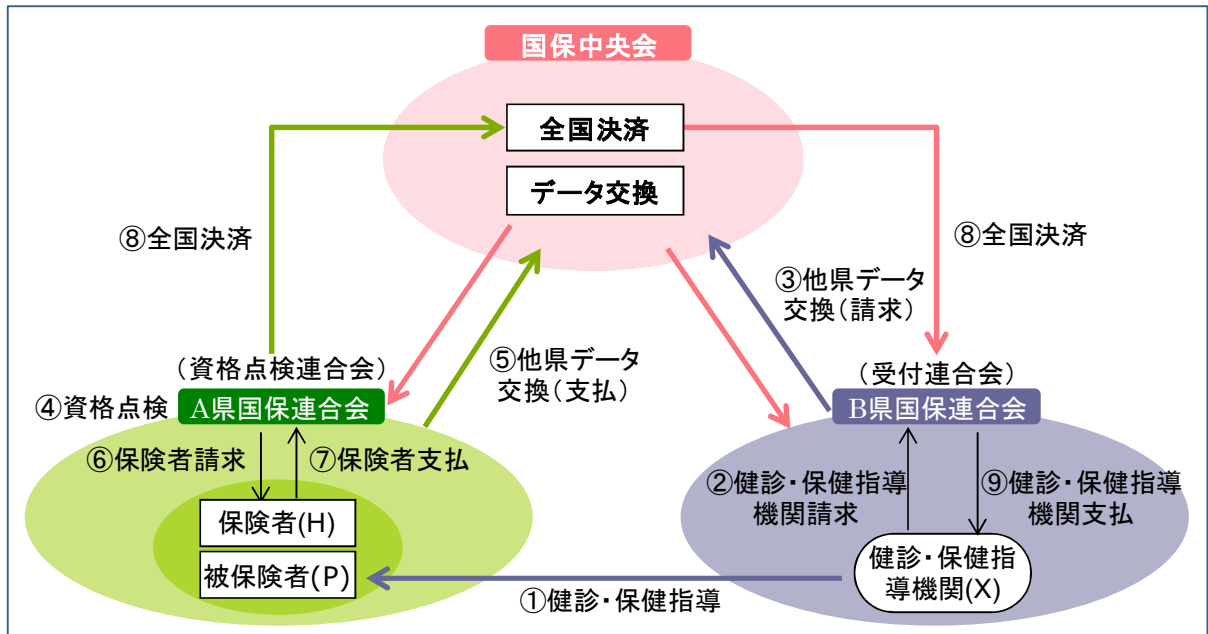 国保中央会
全国決済
データ交換
⑧全国決済
⑧全国決済
③他県データ
交換(請求)
⑤他県データ
交換(支払)
(資格点検連合会)
④資格点検
A県国保連合会
(受付連合会)
B県国保連合会
⑥保険者請求
⑦保険者支払
②健診・保健指導
機関請求
⑨健診・保健指導
機関支払
保険者(H)
被保険者(P)
健診・保健指
導機関(X)
①健診・保健指導